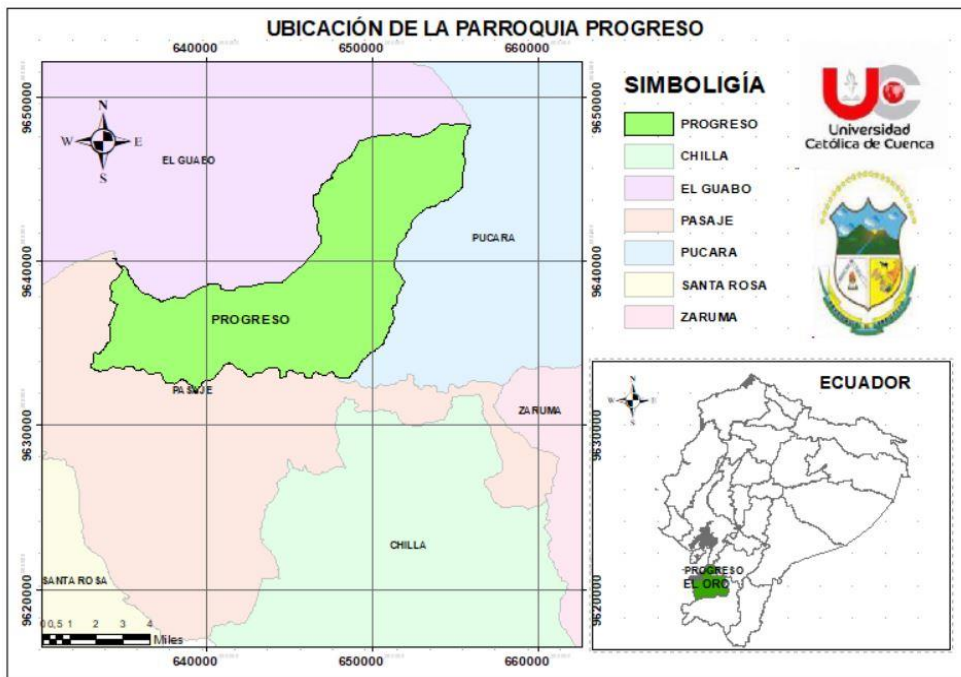 UBICACIÓN DE LA PARROQUIA PROGRESO
640000 650000 660000
9650000
9640000
9630000
9620000
N
W E
S
EL GUABO
PUCARA
PROGRESO
PASAJE
ZARUMA
CHILLA
SANTA ROSA
0 0,5 1 2 3 4
Miles
640000 650000 660000
9650000
9640000
9630000
9620000
SIMBOLIGÍA
PROGRESO
CHILLA
EL GUABO
PASAJE
PUCARA
SANTA ROSA
ZARUMA
UC
Universidad
Católica de Cuenca
ECUADOR
N
W E
S
PROGRESO
EL ORO